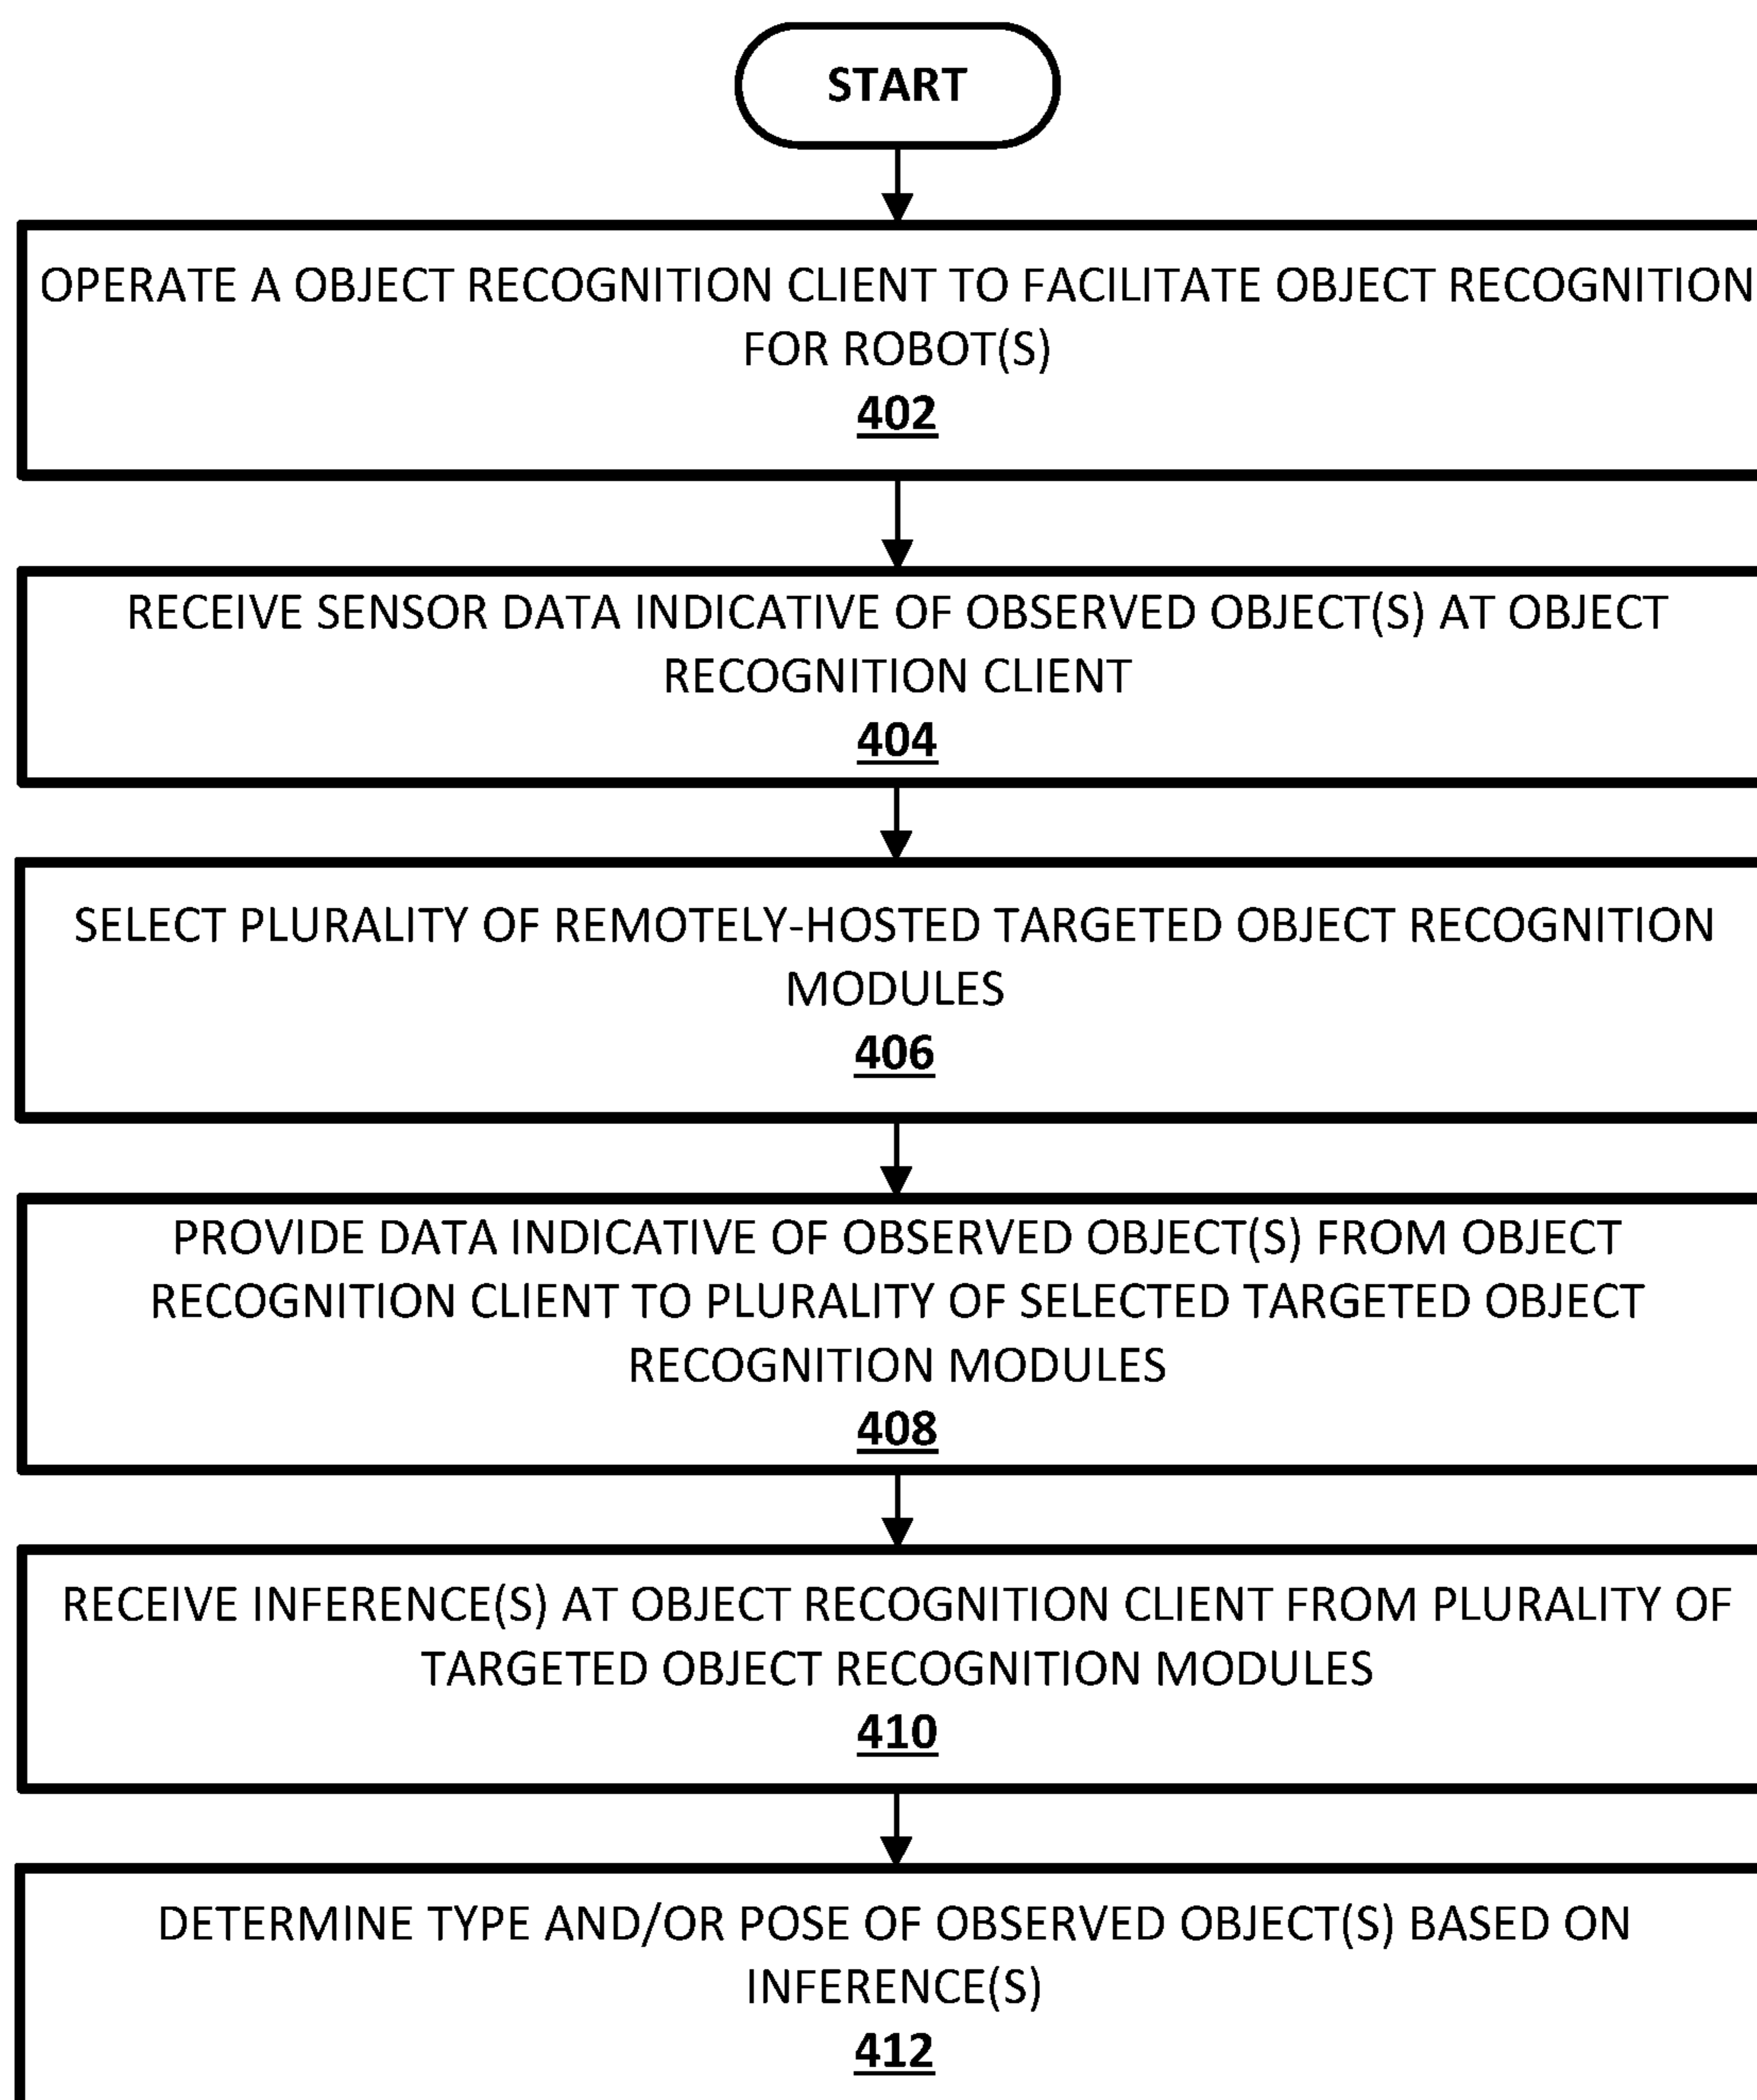 START
OPERATE A OBJECT RECOGNITION CLIENT TO FACILITATE OBJECT RECOGNITION
FOR ROBOT(S)
402
RECEIVE SENSOR DATA INDICATIVE OF OBSERVED OBJECT(S) AT OBJECT
RECOGNITION CLIENT
404
SELECT PLURALITY OF REMOTELY-HOSTED TARGETED OBJECT RECOGNITION
MODULES
406
PROVIDE DATA INDICATIVE OF OBSERVED OBJECT(S) FROM OBJECT
RECOGNITION CLIENT TO PLURALITY OF SELECTED TARGETED OBJECT
RECOGNITION MODULES
408
RECEIVE INFERENCE(S) AT OBJECT RECOGNITION CLIENT FROM PLURALITY OF
TARGETED OBJECT RECOGNITION MODULES
410
DETERMINE TYPE AND/OR POSE OF OBSERVED OBJECT(S) BASED ON
INFERENCE(S)
412